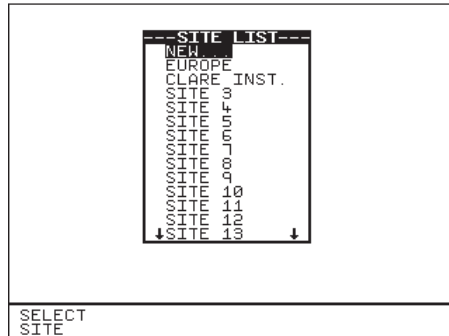 ---SITE LIST---
NEW...
EUROPE
CLARE INST.
SITE 3
SITE 4
SITE 5
SITE 6
SITE 7
SITE 8
SITE 9
SITE 10
SITE 11
SITE 12
↓SITE 13 ↓
SELECT
SITE